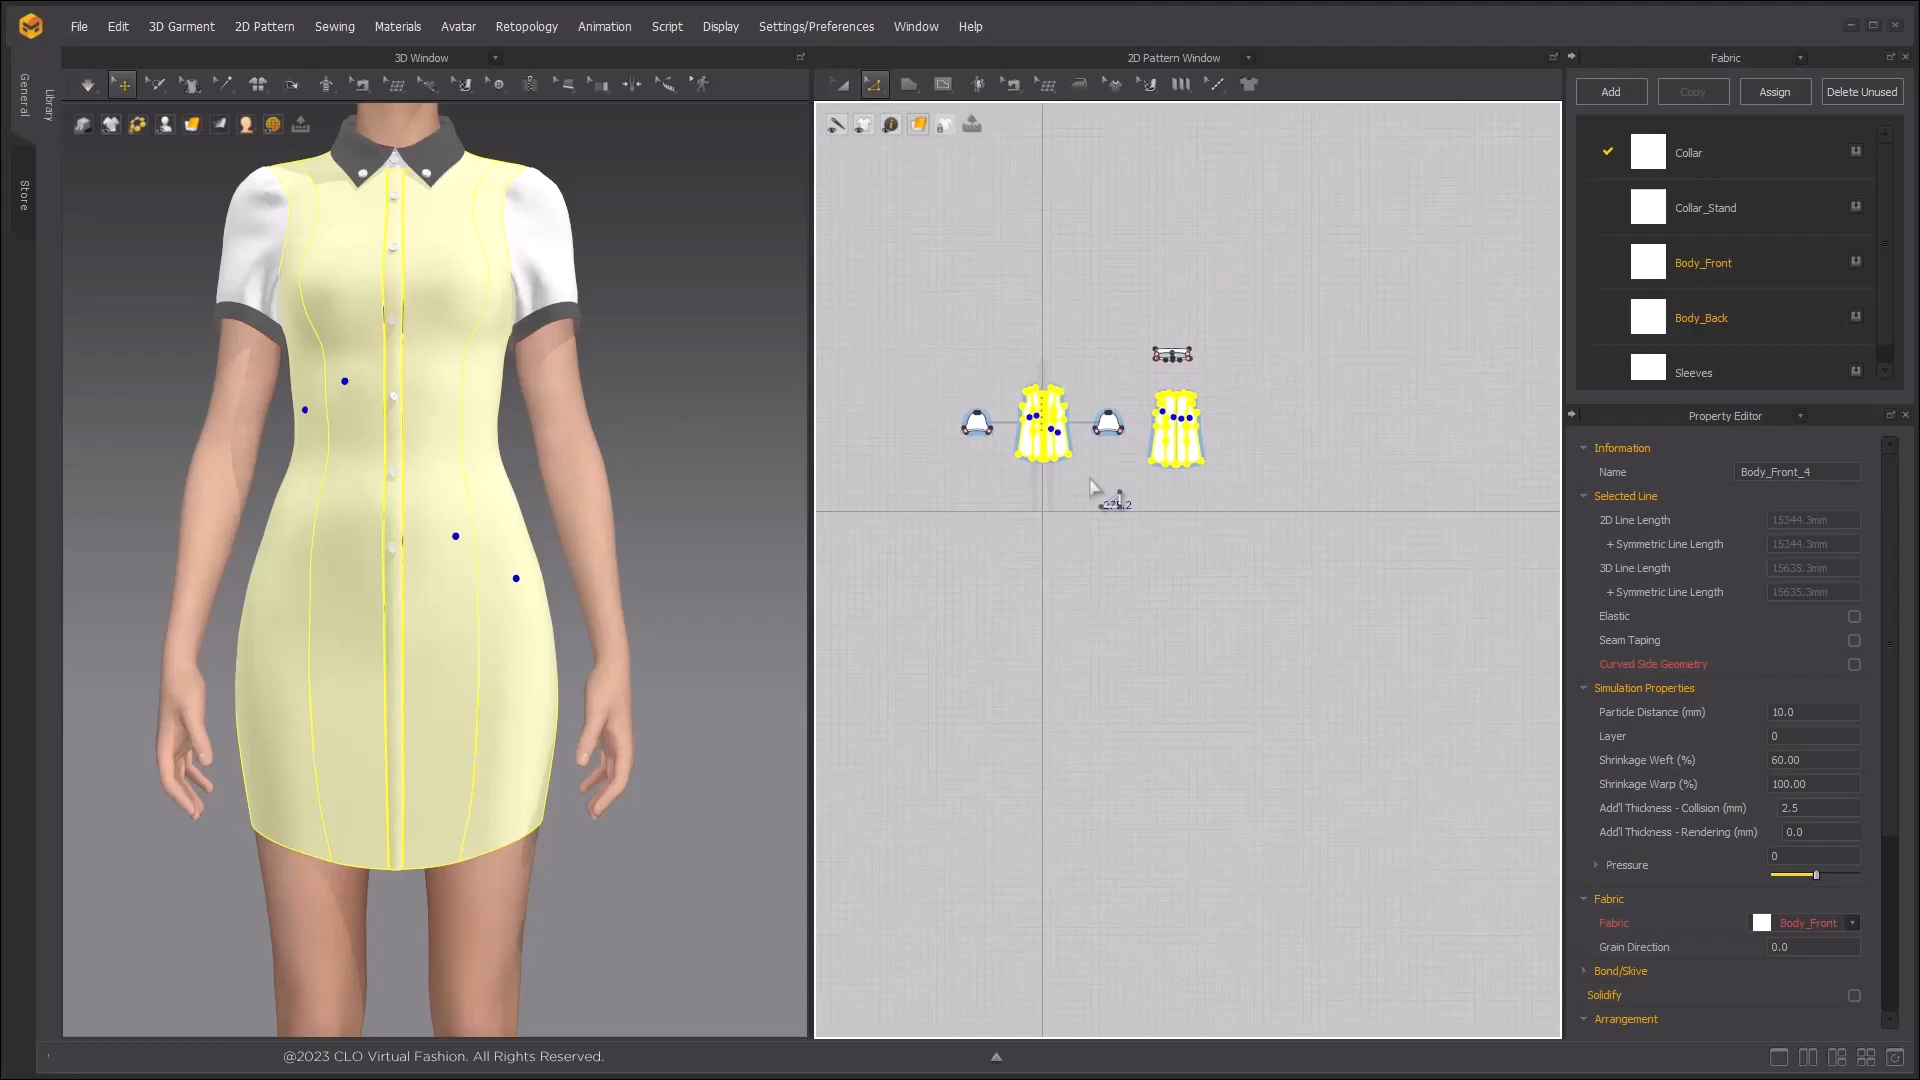 File Edit 3D Garment 2D Pattern Sewing Materials Avatar Retopology Animation Script Display Settings/Preferences Window Help
General
Library
Store
3D Window
2D Pattern Window
Fabric
Add
Copy
Assign
Delete Unused
Collar
Collar_Stand
Body_Front
Body_Back
Sleeves
Property Editor
Information
Name Body_Front_4
Selected Line
2D Line Length 15344.3mm
+ Symmetric Line Length 15344.3mm
3D Line Length 15635.3mm
+ Symmetric Line Length 15635.3mm
Elastic
Seam Taping
Curved Side Geometry
Simulation Properties
Particle Distance (mm) 10.0
Layer 0
Shrinkage Weft (%) 60.00
Shrinkage Warp (%) 100.00
Add'l Thickness - Collision (mm) 2.5
Add'l Thickness - Rendering (mm) 0.0
Pressure 0
Fabric
Fabric Body_Front
Grain Direction 0.0
Bond/Skive
Solidify
Arrangement
@2023 CLO Virtual Fashion. All Rights Reserved.